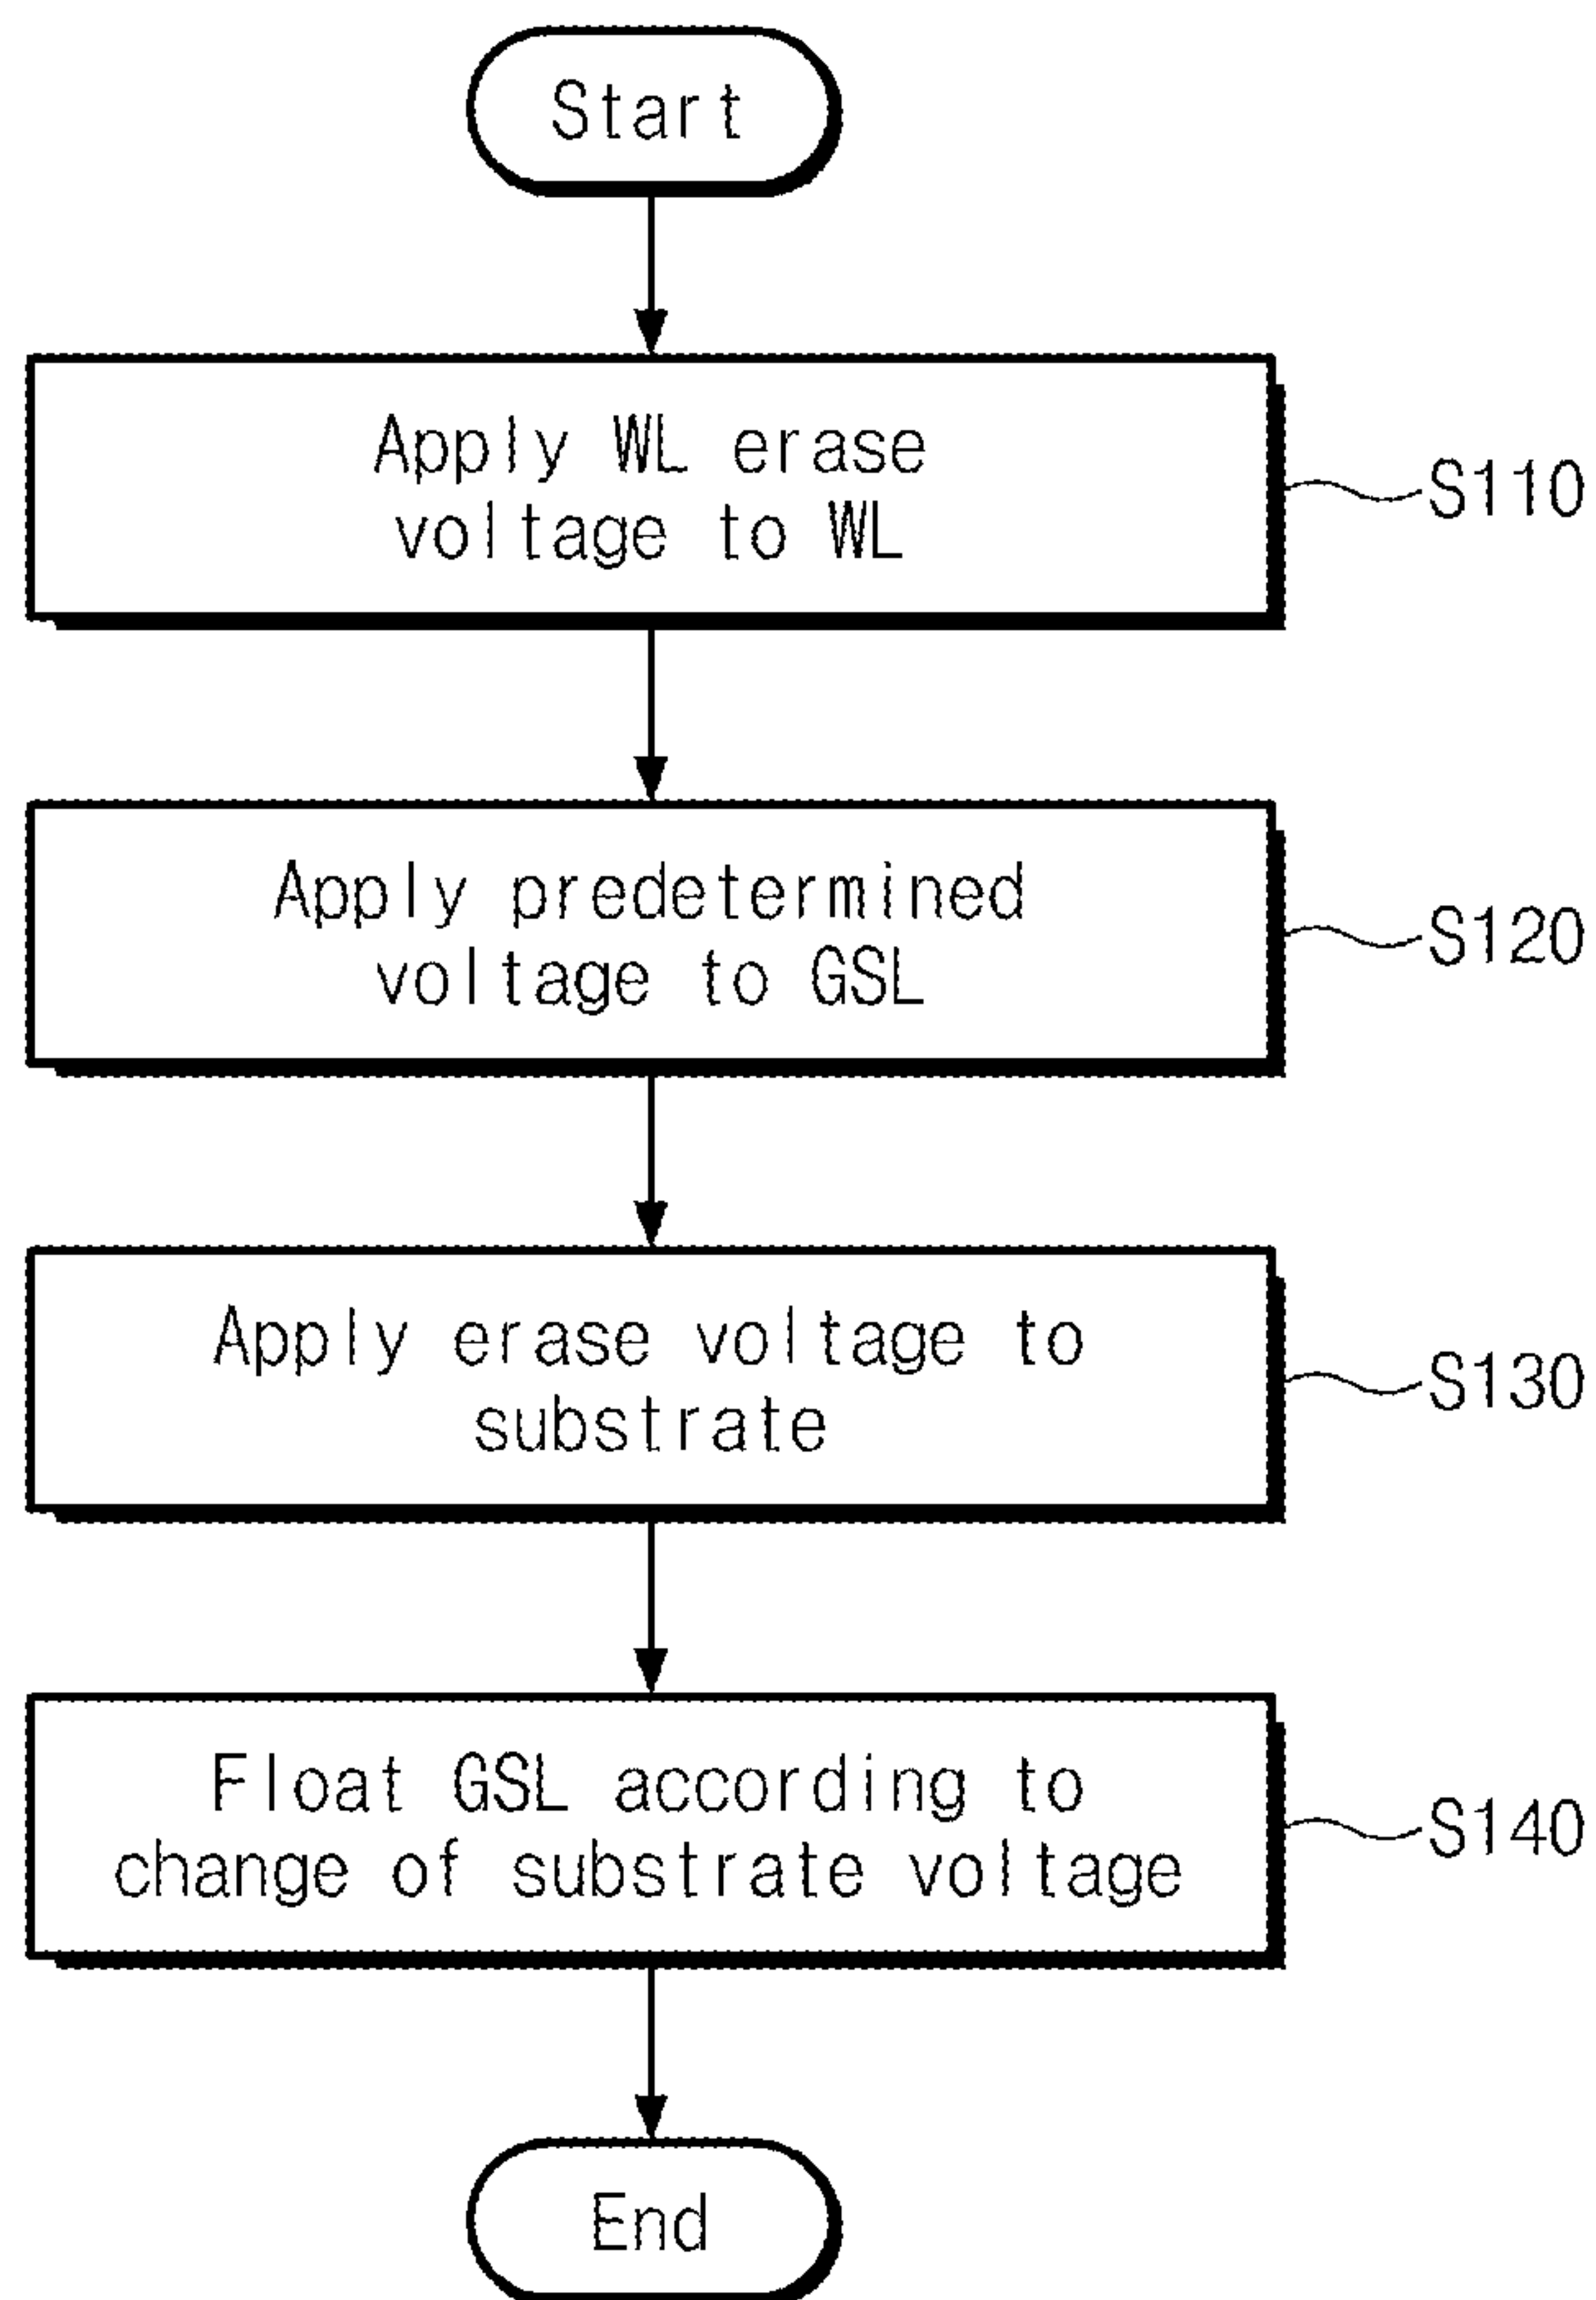 Start
Apply WL erase
voltage to WL
S110
Apply predetermined
voltage to GSL
S120
Apply erase voltage to
substrate
S130
Float GSL according to
change of substrate voltage
S140
End